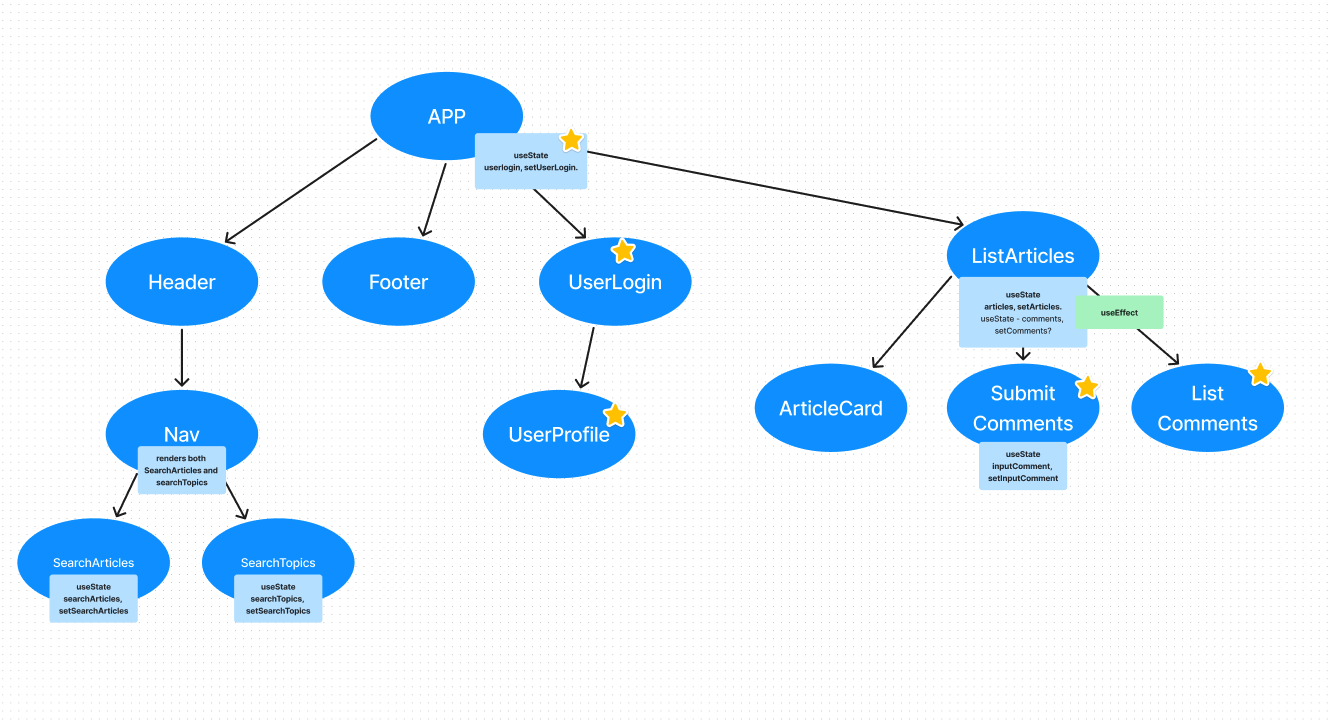 APP
useState
userlogin, setUserLogin.
Header
Footer
UserLogin
ListArticles
useState
articles, setArticles.
useState - comments,
setComments?
useEffect
Nav
renders both
SearchArticles and
searchTopics
UserProfile
ArticleCard
Submit
Comments
useState
inputComment,
setInputComment
List
Comments
SearchArticles
useState
searchArticles,
setSearchArticles
SearchTopics
useState
searchTopics,
setSearchTopics